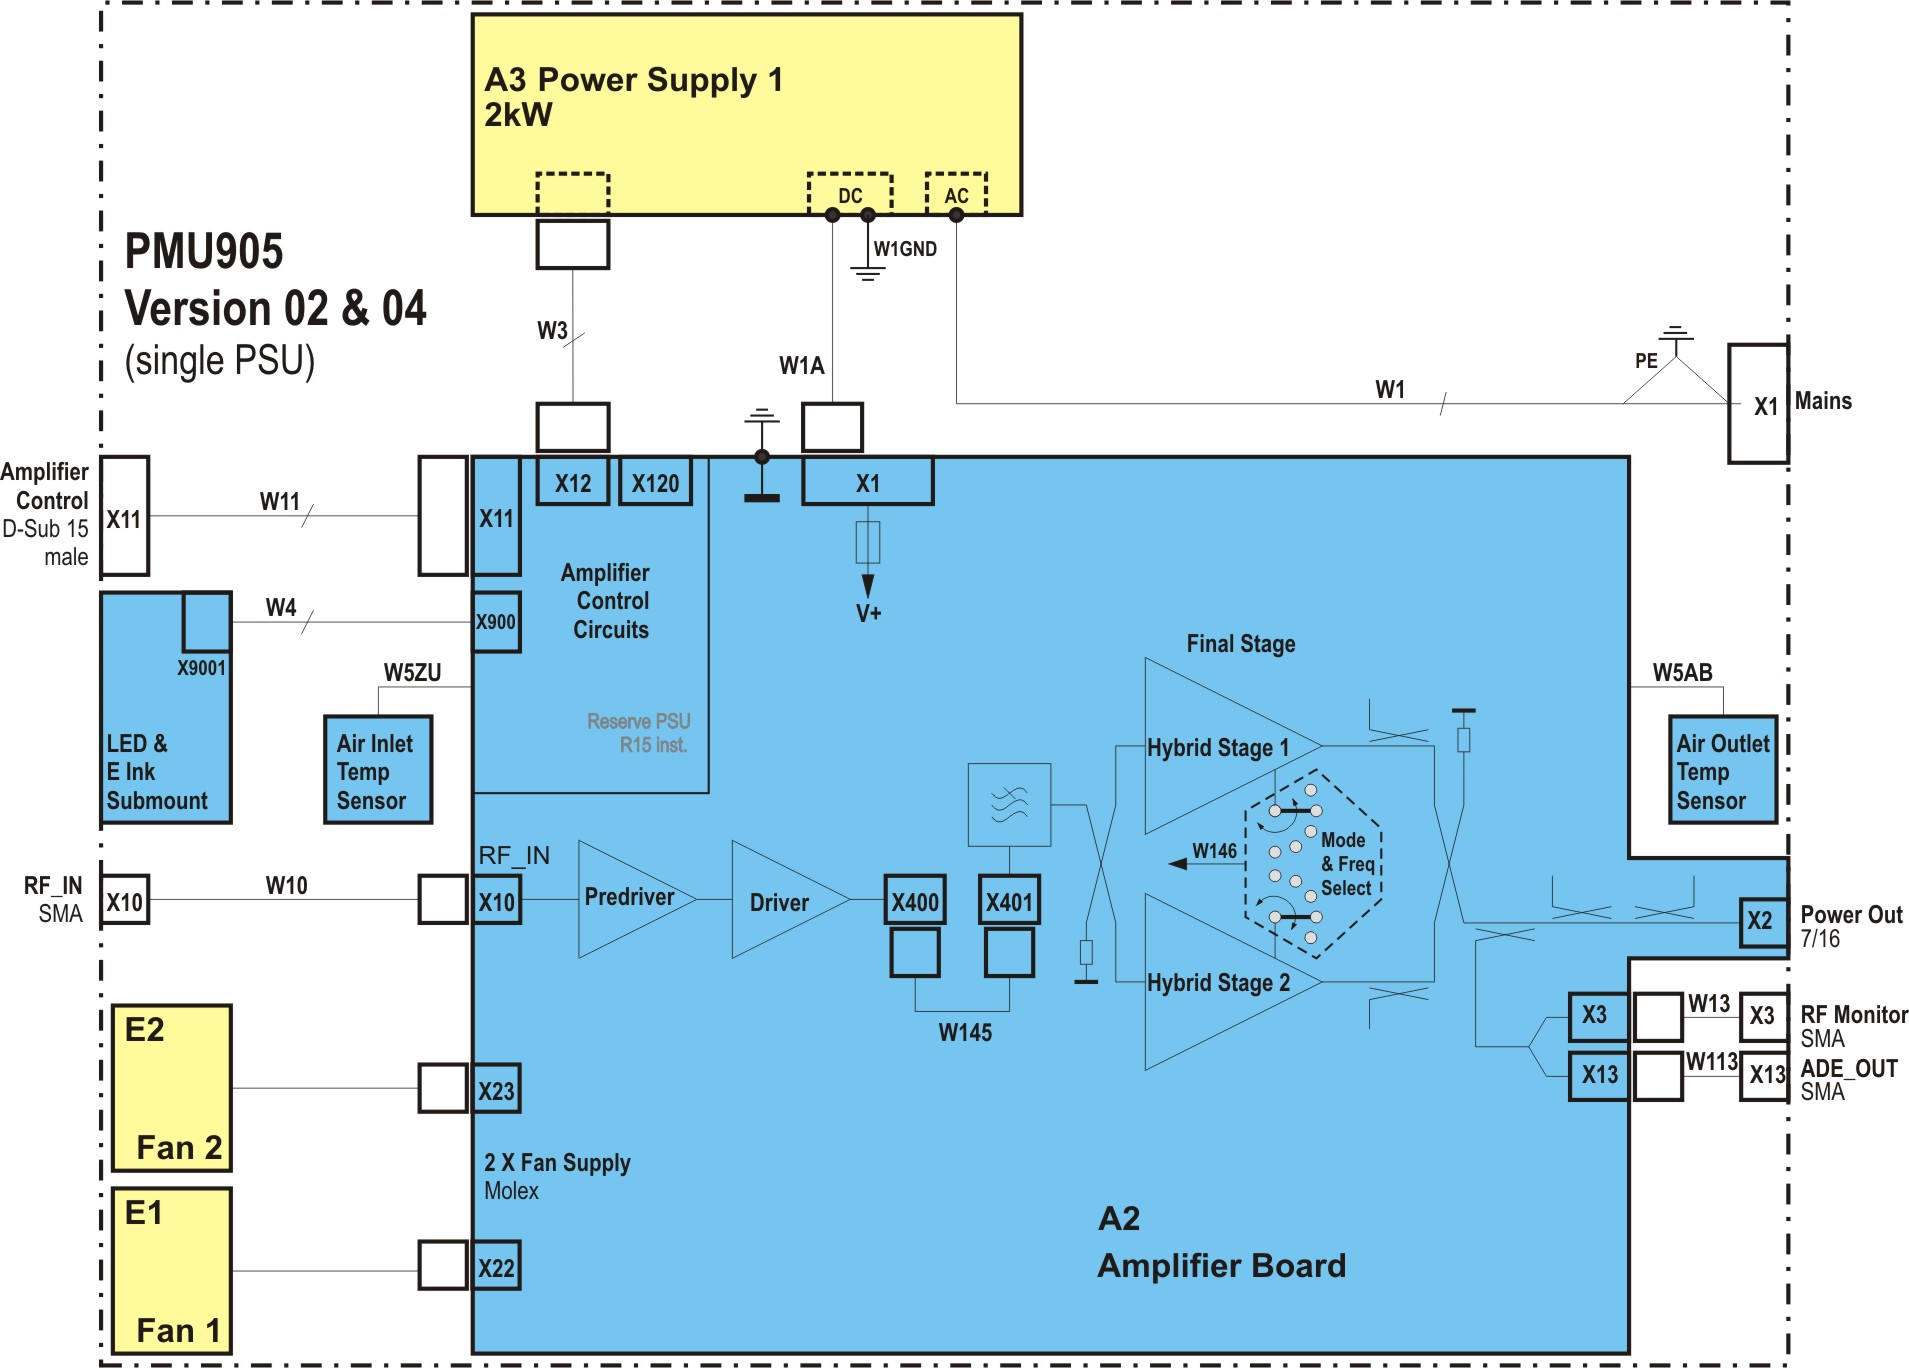 A3 Power Supply 1
2kW
DC
AC
W1GND
PMU905
Version 02 & 04
(single PSU)
W3
W1A
W1
PE
X1
Mains
Amplifier
Control
D-Sub 15
male
X11
W11
X11
X12
X120
X1
V+
Amplifier
Control
Circuits
W4
X900
X9001
LED &
E Ink
Submount
W5ZU
Air Inlet
Temp
Sensor
Reserve PSU
R15 inst.
Final Stage
Hybrid Stage 1
W5AB
Air Outlet
Temp
Sensor
Mode
& Freq
Select
W146
RF_IN
SMA
X10
W10
RF_IN
X10
Predriver
Driver
X400
X401
W145
Hybrid Stage 2
X2
Power Out
7/16
X3
W13
X3
RF Monitor
SMA
X13
W113
X13
ADE_OUT
SMA
E2
Fan 2
X23
2 X Fan Supply
Molex
E1
Fan 1
X22
A2
Amplifier Board